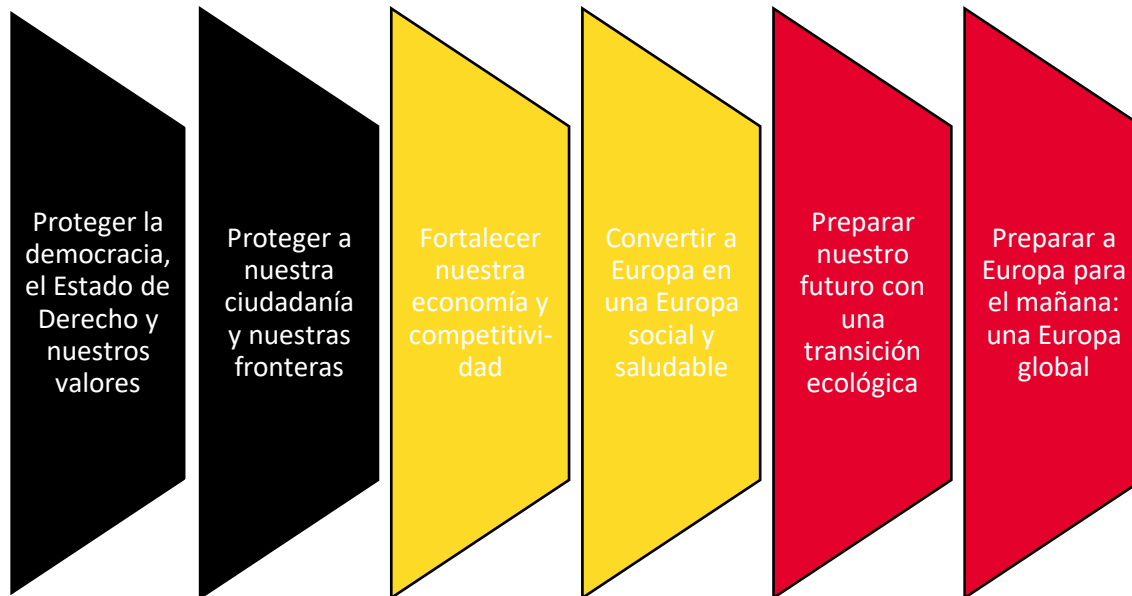 Proteger la
democracia,
el Estado de
Derecho y
nuestros
valores
Proteger a
nuestra
ciudadanía
y nuestras
fronteras
Fortalecer
nuestra
economía y
competitivi-
dad
Convertir a
Europa en
una Europa
social y
saludable
Preparar
nuestro
futuro con
una
transición
ecológica
Preparar a
Europa para
el mañana:
una Europa
global